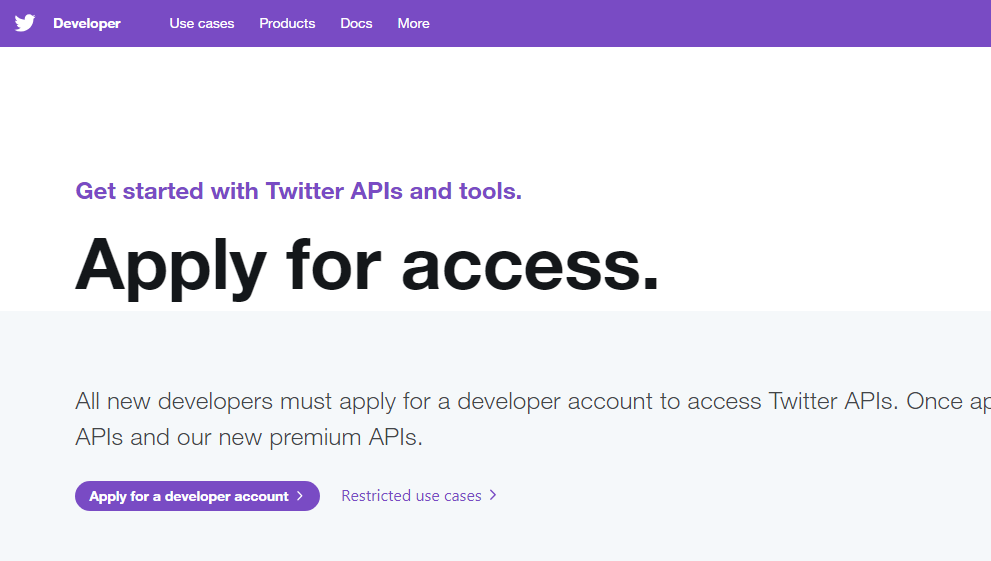 Developer Use cases Products Docs More
Get started with Twitter APIs and tools.
Apply for access.
All new developers must apply for a developer account to access Twitter APIs. Once
APIs and our new premium APIs.
Apply for a developer account Restricted use cases